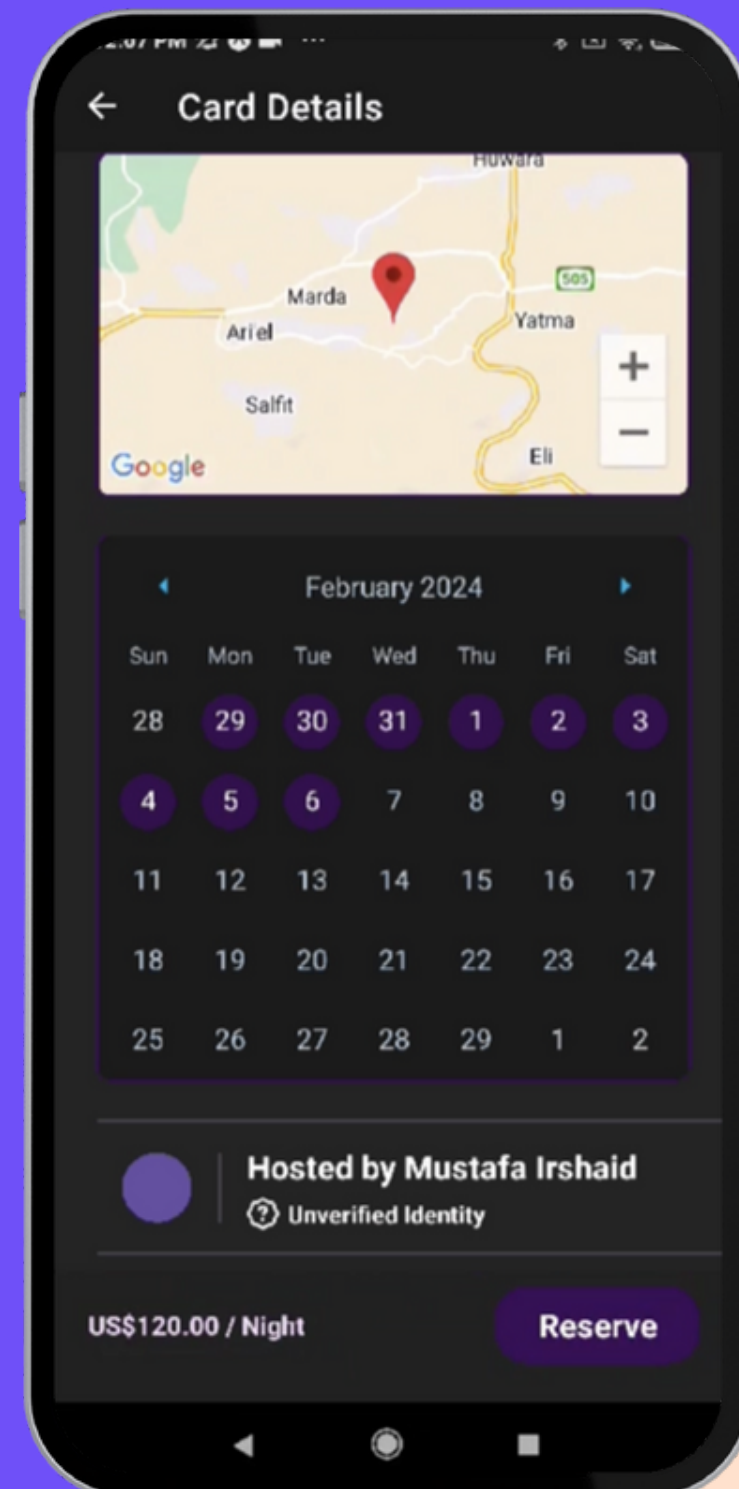 12:07 PM
Card Details
Huwara
505
Marda
Yatma
Ariel
+
Salfit
−
Eli
Google
February 2024
Sun Mon Tue Wed Thu Fri Sat
28 29 30 31 1 2 3
4 5 6 7 8 9 10
11 12 13 14 15 16 17
18 19 20 21 22 23 24
25 26 27 28 29 1 2
Hosted by Mustafa Irshaid
? Unverified Identity
US$120.00 / Night
Reserve